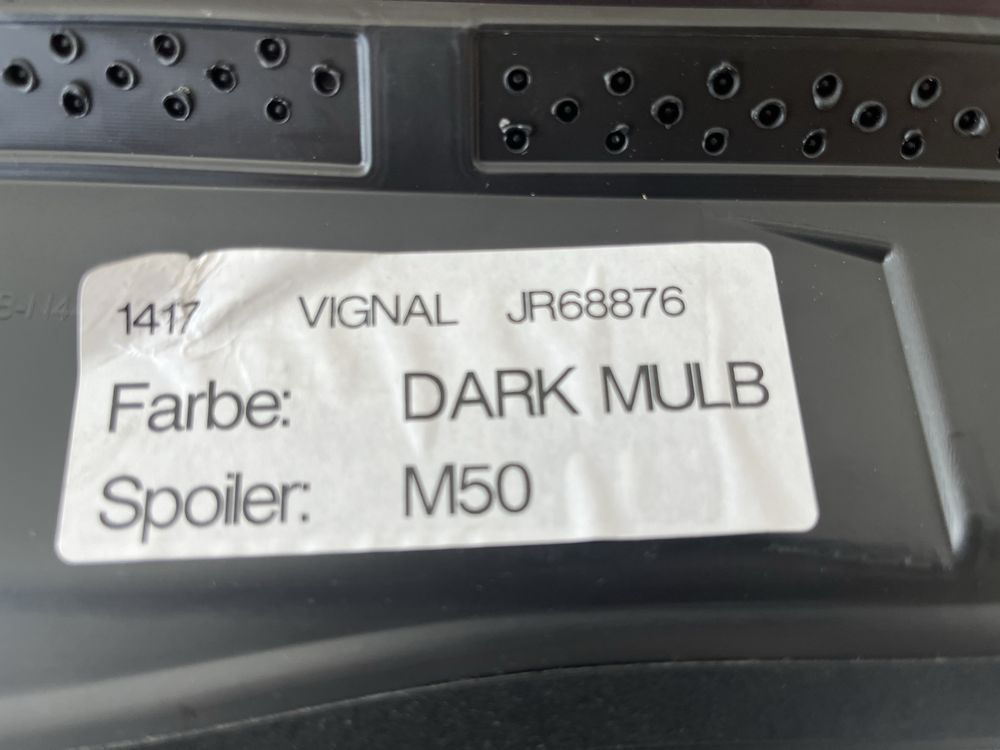 1417 VIGNAL JR68876
Farbe: DARK MULB
Spoiler: M50